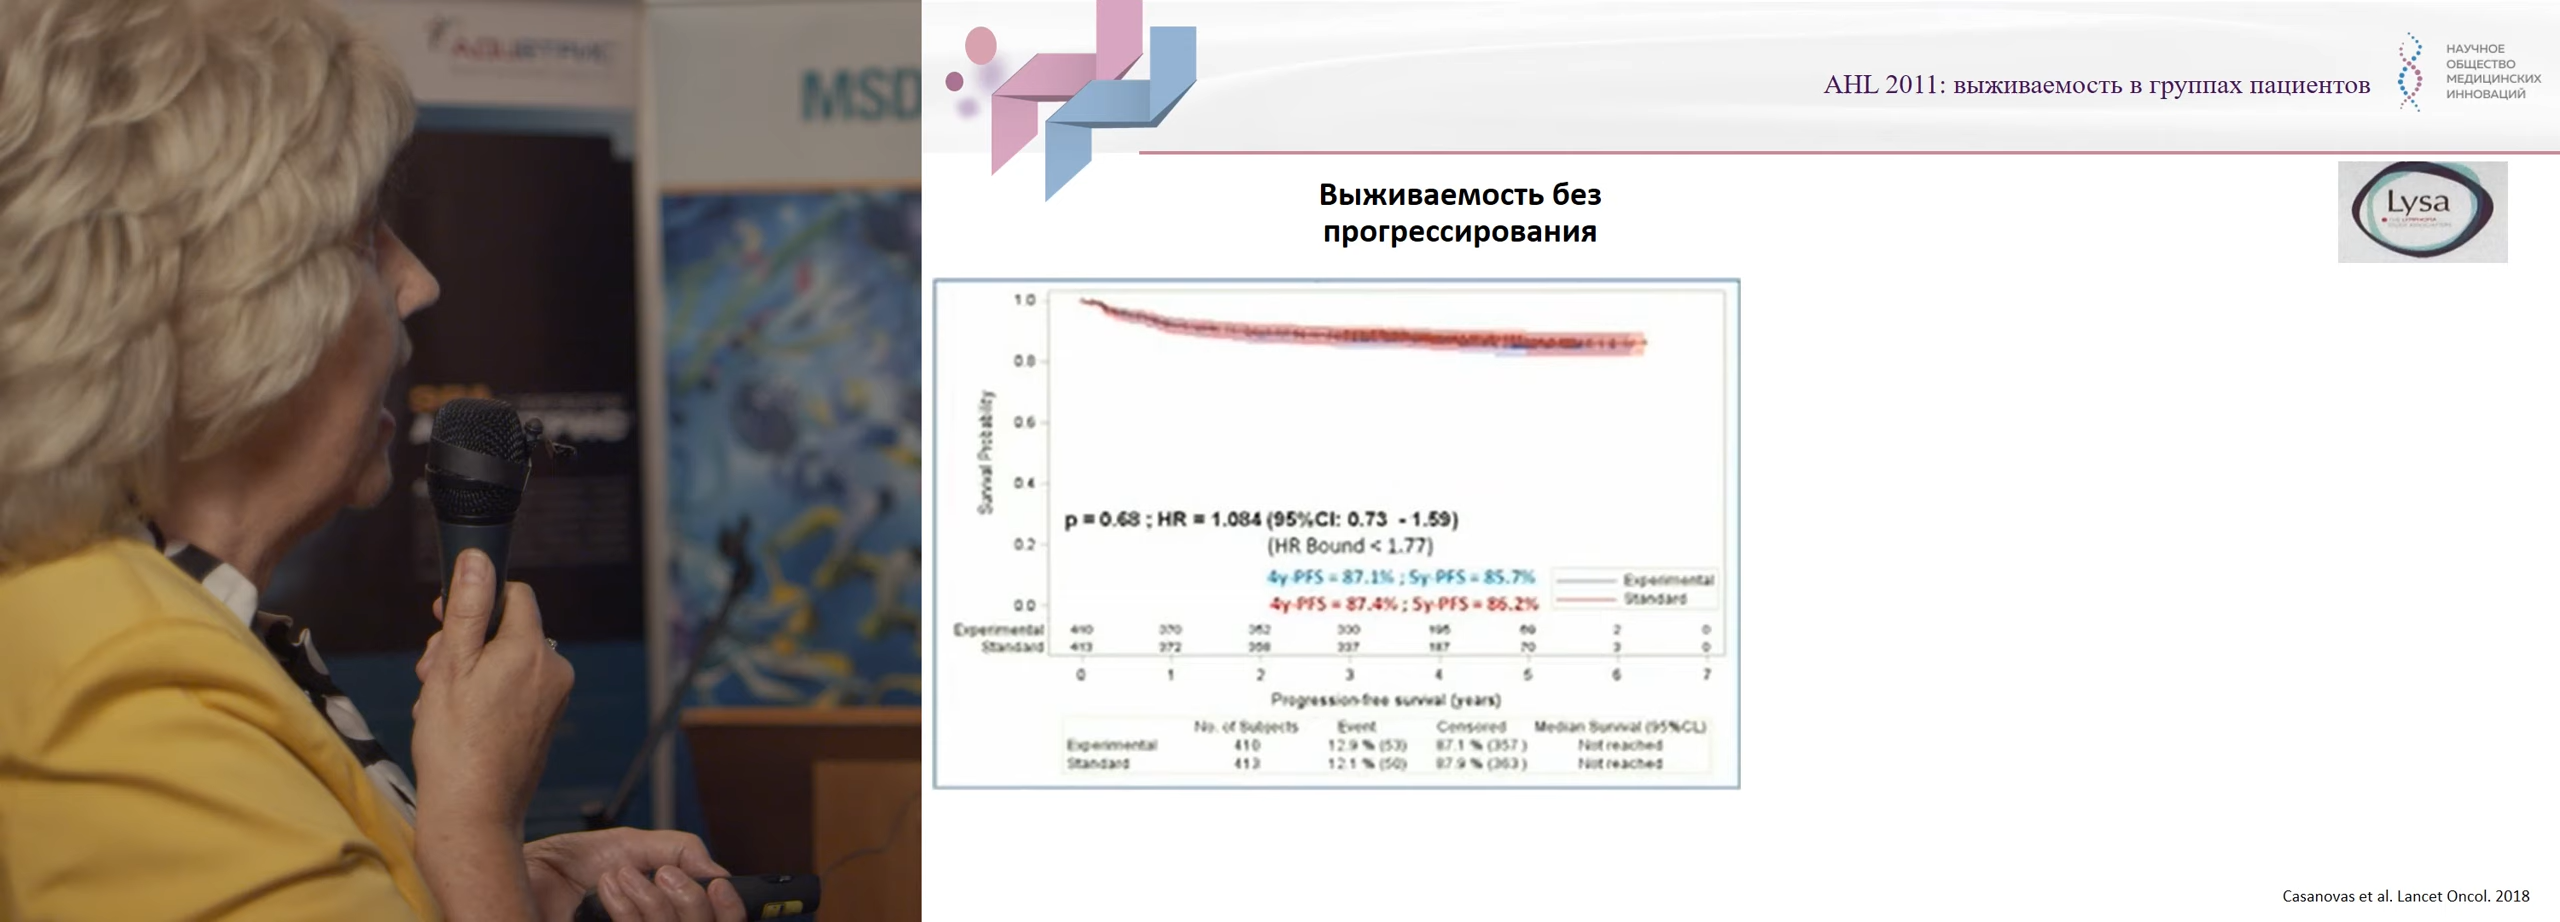 MSD
AHL 2011: выживаемость в группах пациентов
НАУЧНОЕ
ОБЩЕСТВО
МЕДИЦИНСКИХ
ИННОВАЦИЙ
Выживаемость без
прогрессирования
Lysa
1.0
0.8
0.6
0.4
0.2
0.0
Survival Probability
p = 0.68 ; HR = 1.084 (95%CI: 0.73 - 1.59)
(HR Bound < 1.77)
4y-PFS = 87.1% ; 5y-PFS = 85.7%
4y-PFS = 87.4% ; 5y-PFS = 86.2%
Experimental
Standard
Experimental 410 370 352 330 195 69 2 0
Standard 413 372 358 337 187 70 3 0
0 1 2 3 4 5 6 7
Progression-free survival (years)
No. of Subjects Event Censored Median Survival (95%CL)
Experimental 410 12.9 % (53) 87.1 % (357) Not reached
Standard 413 12.1 % (50) 87.9 % (363) Not reached
Casanovas et al. Lancet Oncol. 2018